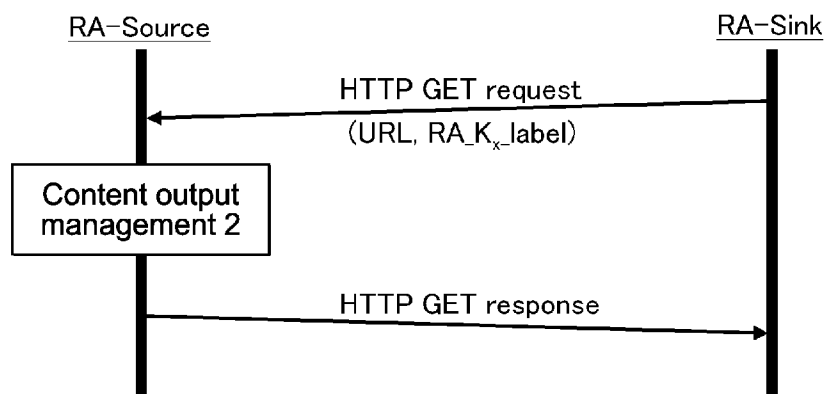 RA-Source
RA-Sink
HTTP GET request
(URL, RA_Kx_label)
Content output
management 2
HTTP GET response